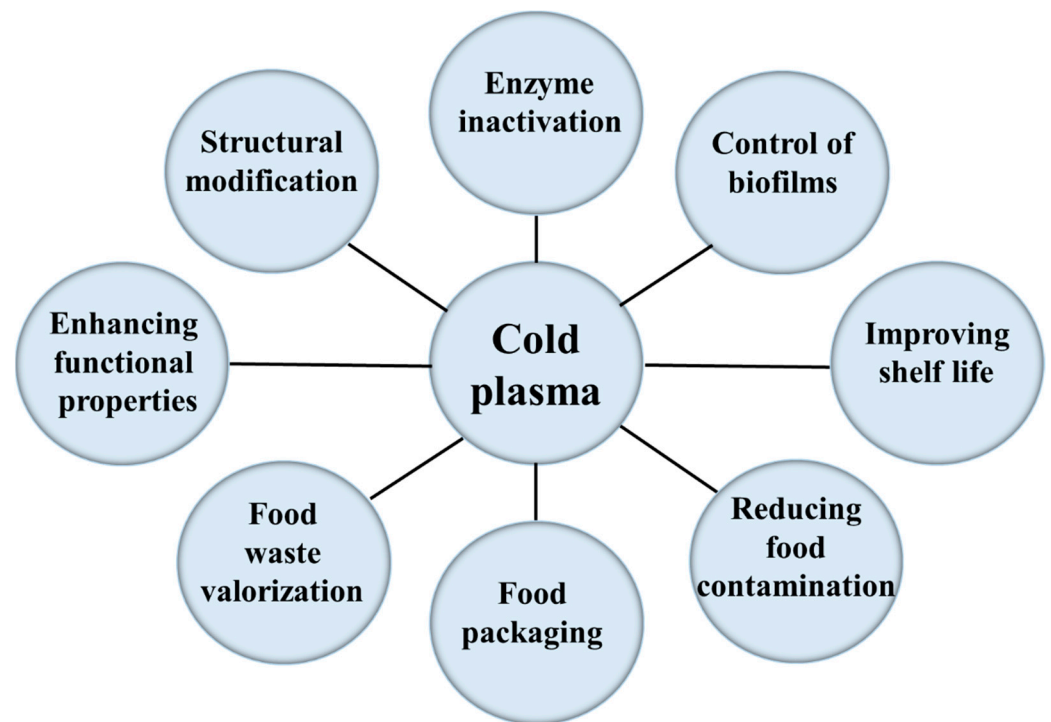 Enzyme
inactivation
Control of
biofilms
Improving
shelf life
Reducing
food
contamination
Food
packaging
Food
waste
valorization
Enhancing
functional
properties
Structural
modification
Cold
plasma